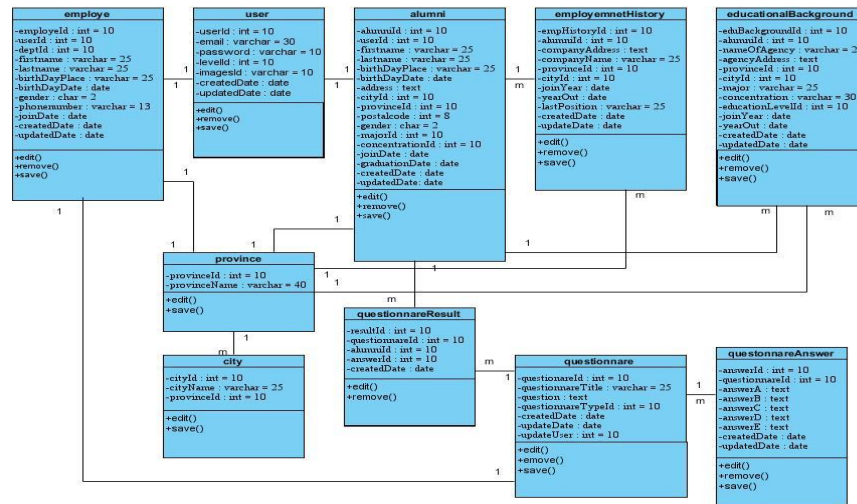 employe
-employeId : int = 10
-userId : int = 10
-deptId : int = 10
-firstname : varchar = 25
-lastname : varchar = 25
-birthDayPlace : varchar = 25
-birthDayDate : date
-gender : char = 2
-phonenumber : varchar = 13
-joinDate : date
-createdDate : date
-updatedDate : date
+edit()
+remove()
+save()
user
-userId : int = 10
-email : varchar = 30
-password : varchar = 10
-levelId : int = 10
-imagesId : varchar = 10
-createdDate : date
-updatedDate : date
+edit()
+remove()
+save()
alumni
-alumniId : int = 10
-userId : int = 10
-firstname : varchar = 25
-lastname : varchar = 25
-birthDayPlace : varchar = 25
-birthDayDate : date
-address : text
-cityId : int = 10
-provinceId : int = 10
-postalcode : int = 8
-gender : char = 2
-majorId : int = 10
-concentrationId : int = 10
-joinDate : date
-graduationDate : date
-createdDate : date
-updatedDate : date
+edit()
+remove()
+save()
employemnetHistory
-empHistoryId : int = 10
-alumniId : int = 10
-companyAddress : text
-companyName : varchar = 25
-provinceId : int = 10
-cityId : int = 10
-joinYear : date
-yearOut : date
-lastPosition : varchar = 25
-createdDate : date
-updateDate : date
+edit()
+remove()
+save()
educationalBackground
-eduBackgroundId : int = 10
-alumniId : int = 10
-nameOfAgency : varchar = 2
-agencyAddress : text
-provinceId : int = 10
-cityId : int = 10
-major : varchar = 25
-concentration : varchar = 30
-educationLevelId : int = 10
-joinYear : date
-yearOut : date
-createdDate : date
-updatedDate : date
+edit()
+remove()
+save()
1
1
1
1
1
m
1
m
1
1
1
1
1
m
m
m
1
1
1
1
m
province
-provinceId : int = 10
-provinceName : varchar = 40
+edit()
+save()
1
m
city
-cityId : int = 10
-cityName : varchar = 25
-provinceId : int = 10
+edit()
+save()
questionnareResult
-resultId : int = 10
-questionnareId : int = 10
-alumniId : int = 10
-answerId : int = 10
-createdDate : date
+edit()
+remove()
m
1
questionnare
-questionareId : int = 10
-questionnareTitle : varchar = 25
-question : text
-questionnareTypeId : int = 10
-createdDate : date
-updateDate : date
-updateUser : int = 10
+edit()
+emove()
+save()
1
1
m
questonnareAnswer
-answerId : int = 10
-questionnareId : int = 10
-answerA : text
-answerB : text
-answerC : text
-answerD : text
-answerE : text
-createdDate : date
-updatedDate : date
+edit()
+remove()
+save()